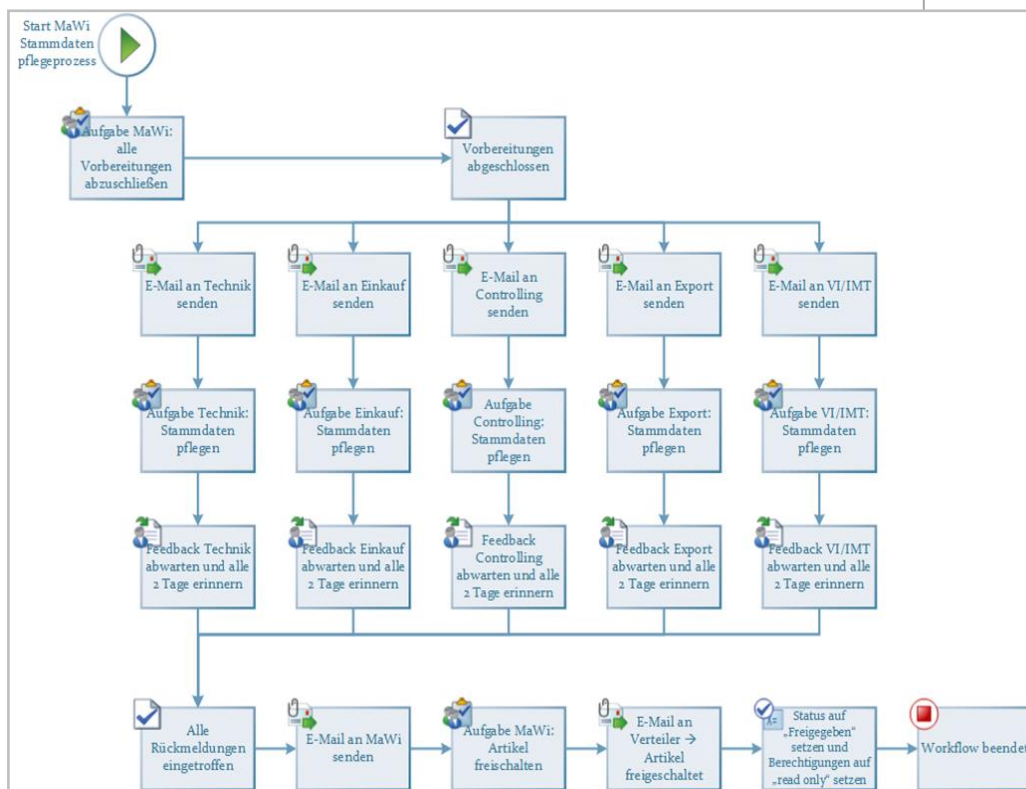 Start MaWi
Stammdaten
pflegeprozess
Aufgabe MaWi:
alle
Vorbereitungen
abzuschließen
Vorbereitungen
abgeschlossen
E-Mail an Technik
senden
E-Mail an Einkauf
senden
E-Mail an
Controlling
senden
E-Mail an Export
senden
E-Mail an VI/IMT
senden
Aufgabe Technik:
Stammdaten
pflegen
Aufgabe Einkauf:
Stammdaten
pflegen
Aufgabe
Controlling:
Stammdaten
pflegen
Aufgabe Export:
Stammdaten
pflegen
Aufgabe VI/IMT:
Stammdaten
pflegen
Feedback Technik
abwarten und alle
2 Tage erinnern
Feedback Einkauf
abwarten und alle
2 Tage erinnern
Feedback
Controlling
abwarten und alle
2 Tage erinnern
Feedback Export
abwarten und alle
2 Tage erinnern
Feedback VI/IMT
abwarten und alle
2 Tage erinnern
Alle
Rückmeldungen
eingetroffen
E-Mail an MaWi
senden
Aufgabe MaWi:
Artikel
freischalten
E-Mail an
Verteiler →
Artikel
freigeschaltet
Status auf
„Freigegeben“
setzen und
Berechtigungen auf
„read only“ setzen
Workflow beendet